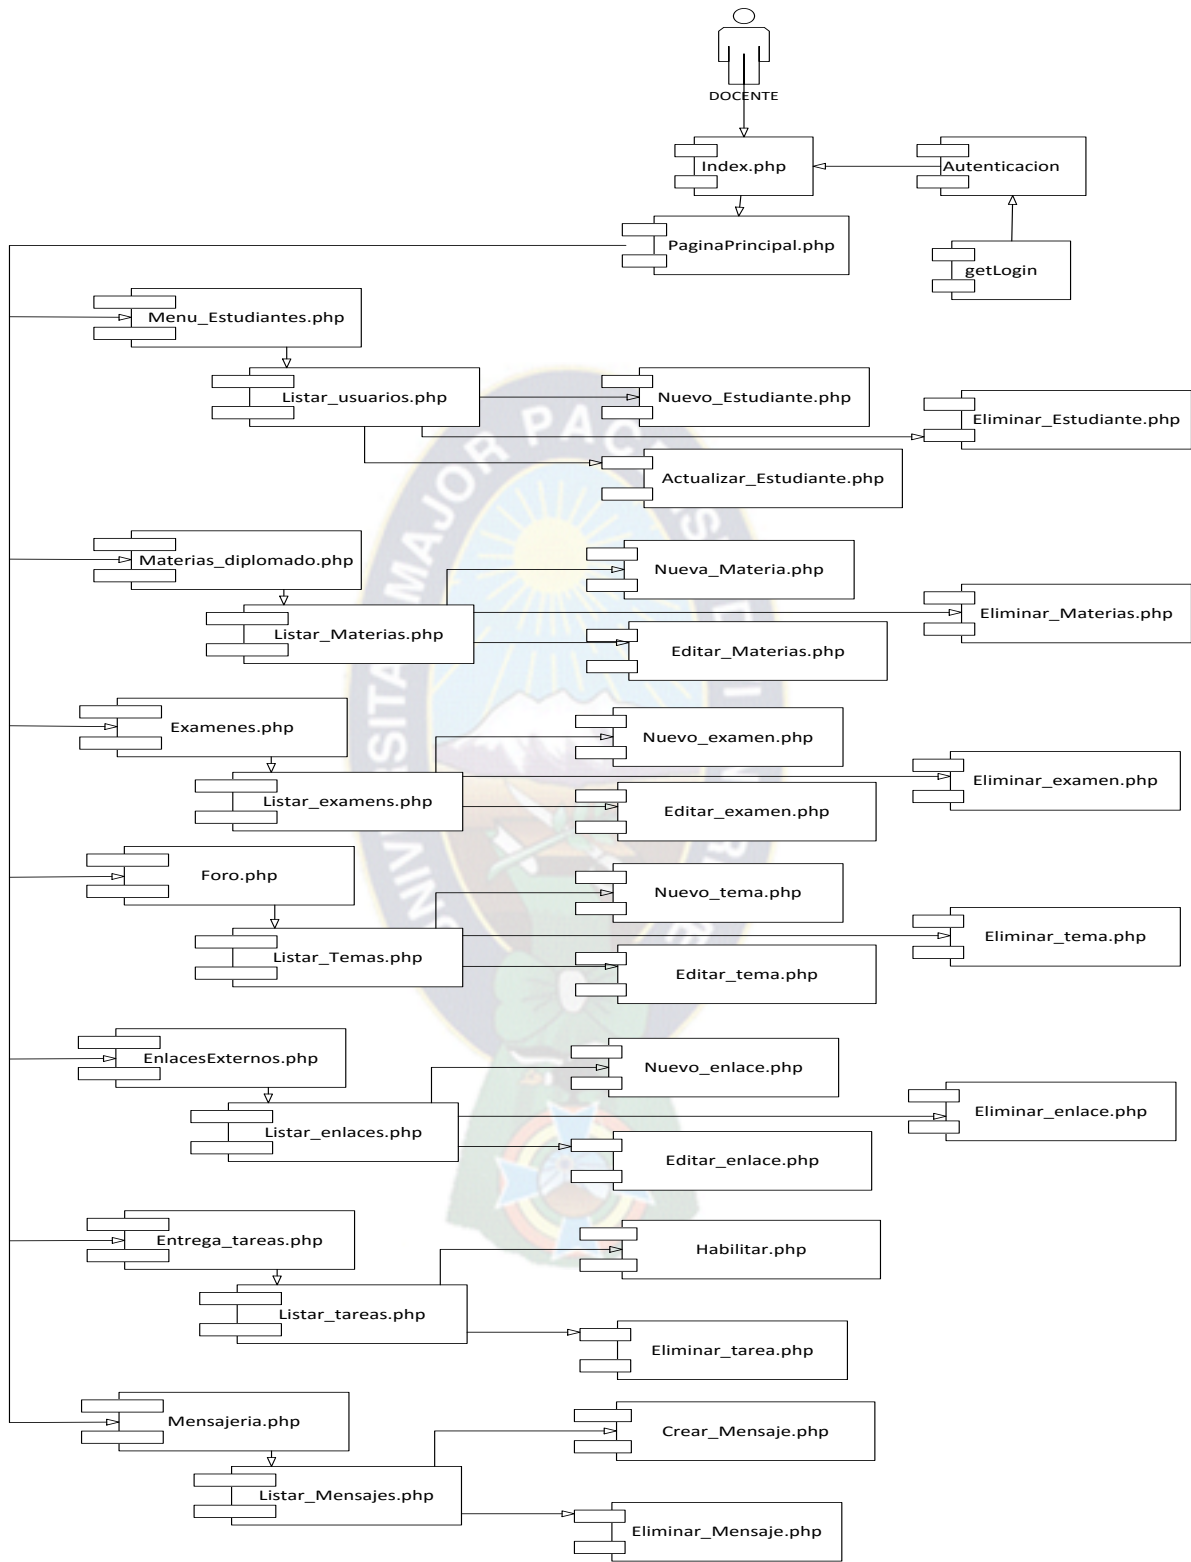 DOCENTE
Index.php
Autenticacion
PaginaPrincipal.php
getLogin
Menu_Estudiantes.php
Listar_usuarios.php
Nuevo_Estudiante.php
Eliminar_Estudiante.php
Actualizar_Estudiante.php
Materias_diplomado.php
Nueva_Materia.php
Listar_Materias.php
Eliminar_Materias.php
Editar_Materias.php
Examenes.php
Nuevo_examen.php
Listar_examens.php
Eliminar_examen.php
Editar_examen.php
Foro.php
Nuevo_tema.php
Listar_Temas.php
Eliminar_tema.php
Editar_tema.php
EnlacesExternos.php
Nuevo_enlace.php
Listar_enlaces.php
Eliminar_enlace.php
Editar_enlace.php
Entrega_tareas.php
Habilitar.php
Listar_tareas.php
Eliminar_tarea.php
Mensajeria.php
Crear_Mensaje.php
Listar_Mensajes.php
Eliminar_Mensaje.php